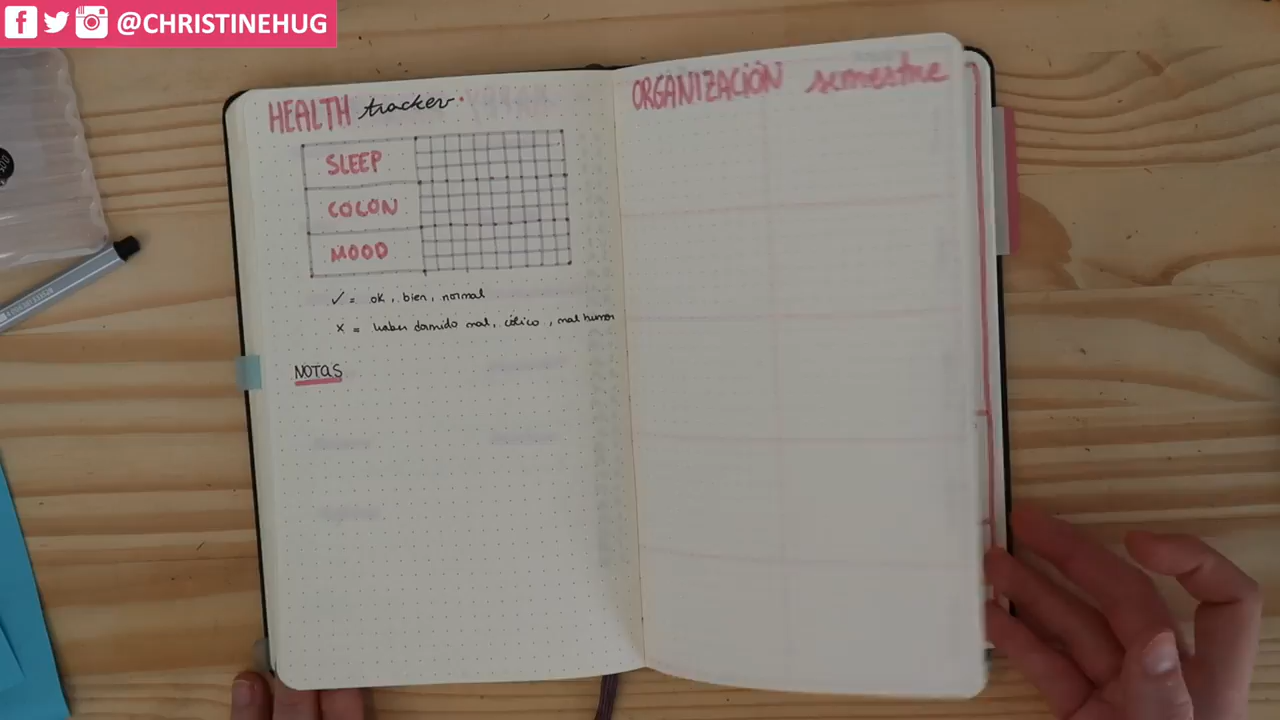 @CHRISTINEHUG
HEALTH tracker.
SLEEP
COLON
MOOD
✓ = ok, bien, normal
x = haber dormido mal, cólico, mal humor
NOTAS
ORGANIZACIÓN semestre